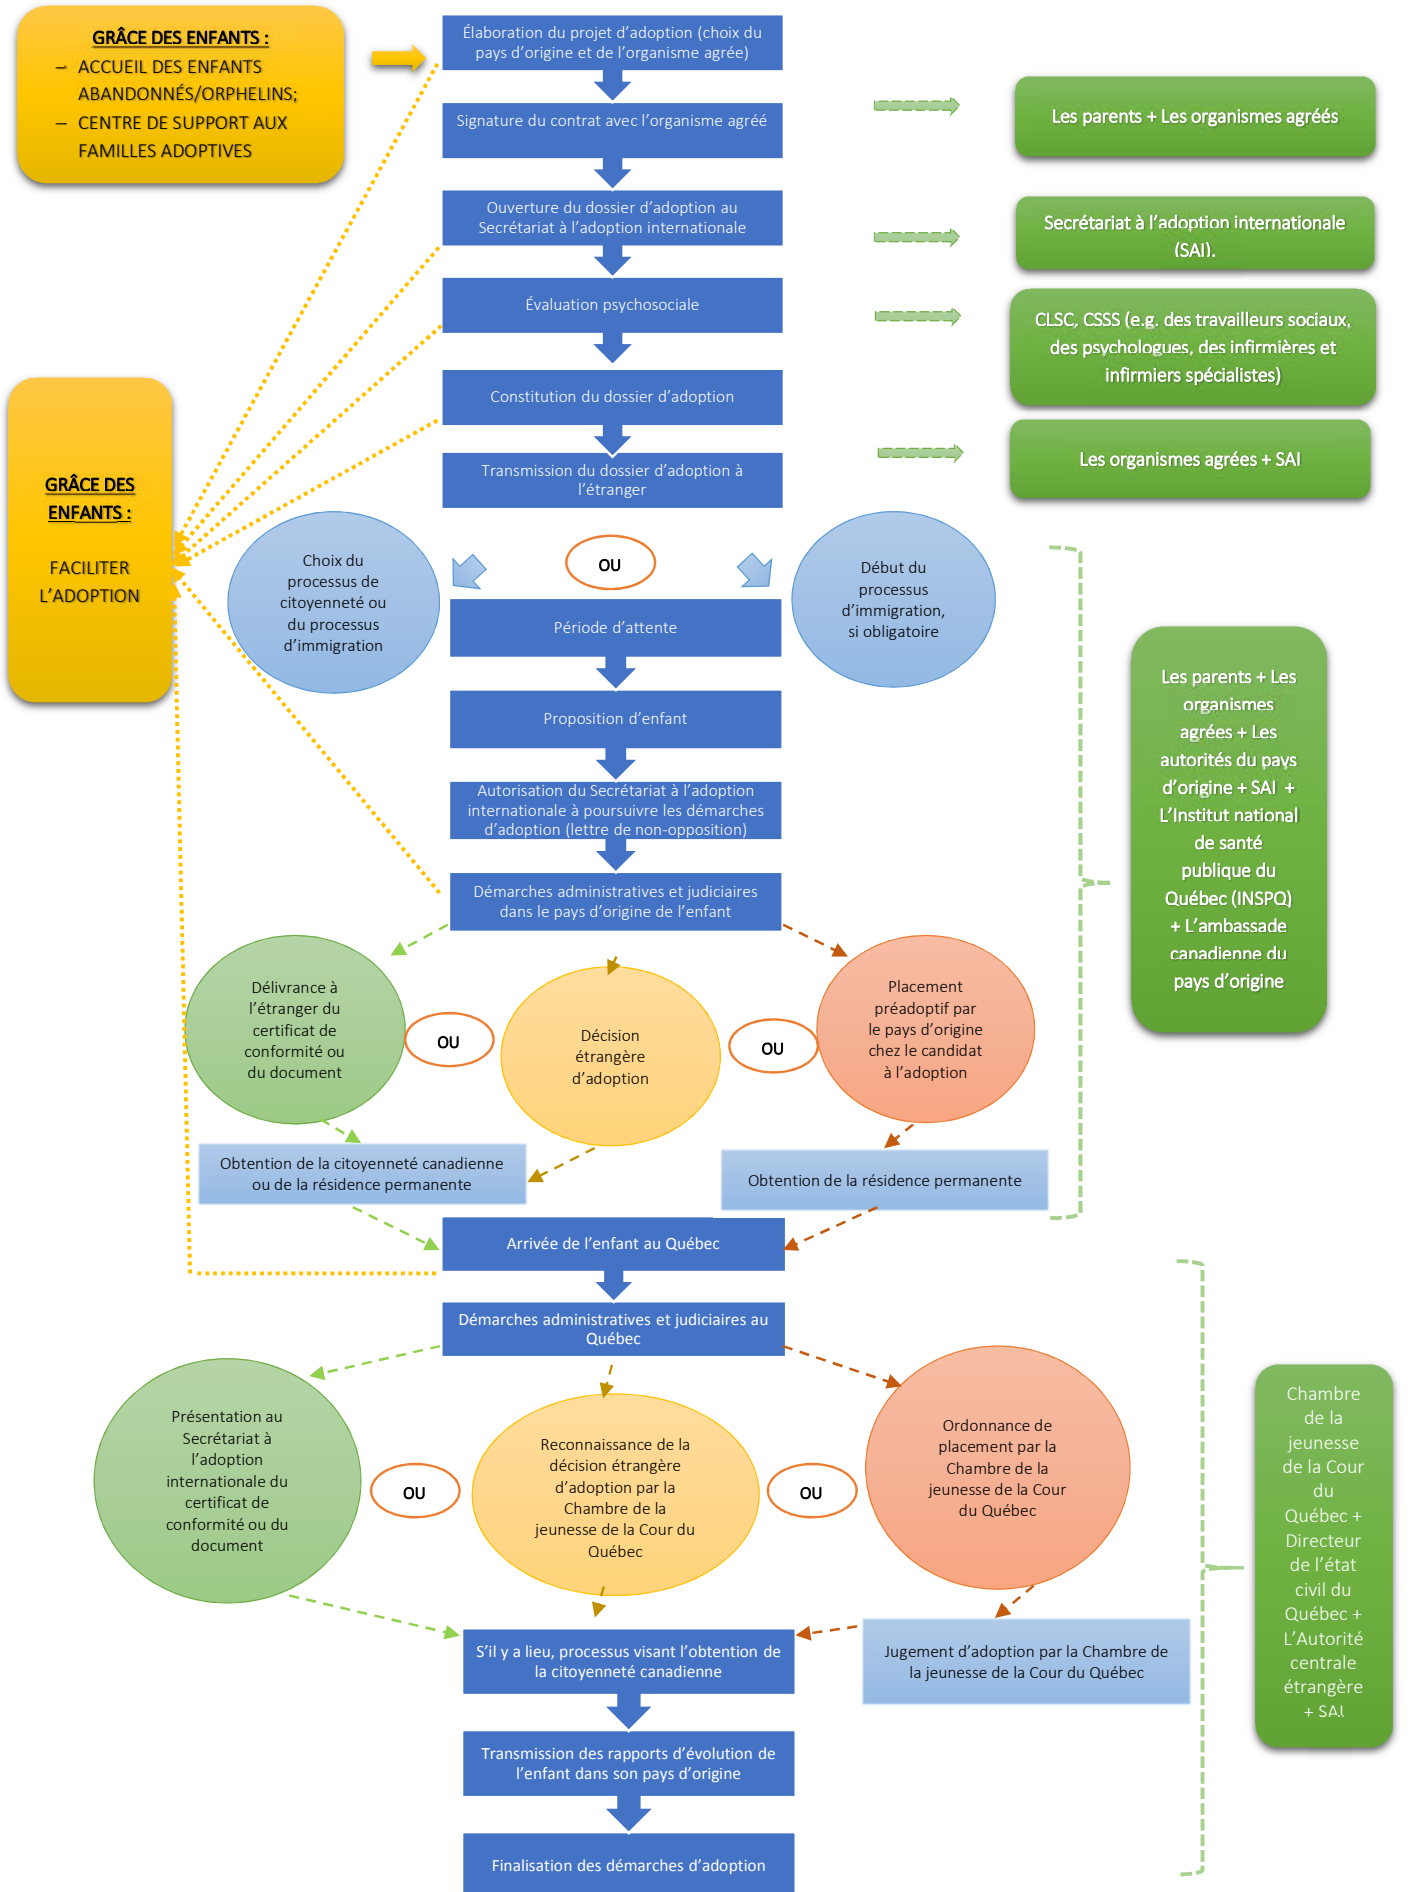 GRÂCE DES ENFANTS :
– ACCUEIL DES ENFANTS
ABANDONNÉS/ORPHELINS;
– CENTRE DE SUPPORT AUX
FAMILLES ADOPTIVES
Élaboration du projet d’adoption (choix du
pays d’origine et de l’organisme agrée)
Signature du contrat avec l’organisme agréé
Les parents + Les organismes agréés
Ouverture du dossier d’adoption au
Secrétariat à l’adoption internationale
Secrétariat à l’adoption internationale
(SAI).
Évaluation psychosociale
CLSC, CSSS (e.g. des travailleurs sociaux,
des psychologues, des infirmières et
infirmiers spécialistes)
Constitution du dossier d’adoption
Transmission du dossier d’adoption à
l’étranger
Les organismes agrées + SAI
GRÂCE DES
ENFANTS :
FACILITER
L’ADOPTION
Choix du
processus de
citoyenneté ou
du processus
d’immigration
OU
Début du
processus
d’immigration,
si obligatoire
Période d’attente
Proposition d’enfant
Autorisation du Secrétariat à l’adoption
internationale à poursuivre les démarches
d’adoption (lettre de non-opposition)
Démarches administratives et judiciaires
dans le pays d’origine de l’enfant
Les parents + Les
organismes
agrées + Les
autorités du pays
d’origine + SAI +
L’Institut national
de santé
publique du
Québec (INSPQ)
+ L’ambassade
canadienne du
pays d’origine
Délivrance à
l’étranger du
certificat de
conformité ou
du document
OU
Décision
étrangère
d’adoption
OU
Placement
préadoptif par
le pays d’origine
chez le candidat
à l’adoption
Obtention de la citoyenneté canadienne
ou de la résidence permanente
Obtention de la résidence permanente
Arrivée de l’enfant au Québec
Démarches administratives et judiciaires au
Québec
Présentation au
Secrétariat à
l’adoption
internationale du
certificat de
conformité ou du
document
OU
Reconnaissance de la
décision étrangère
d’adoption par la
Chambre de la
jeunesse de la Cour du
Québec
OU
Ordonnance de
placement par la
Chambre de la
jeunesse de la Cour
du Québec
Chambre
de la
jeunesse
de la Cour
du
Québec +
Directeur
de l’état
civil du
Québec +
L’Autorité
centrale
étrangère
+ SAI
S’il y a lieu, processus visant l’obtention de
la citoyenneté canadienne
Jugement d’adoption par la Chambre de
la jeunesse de la Cour du Québec
Transmission des rapports d’évolution de
l’enfant dans son pays d’origine
Finalisation des démarches d’adoption